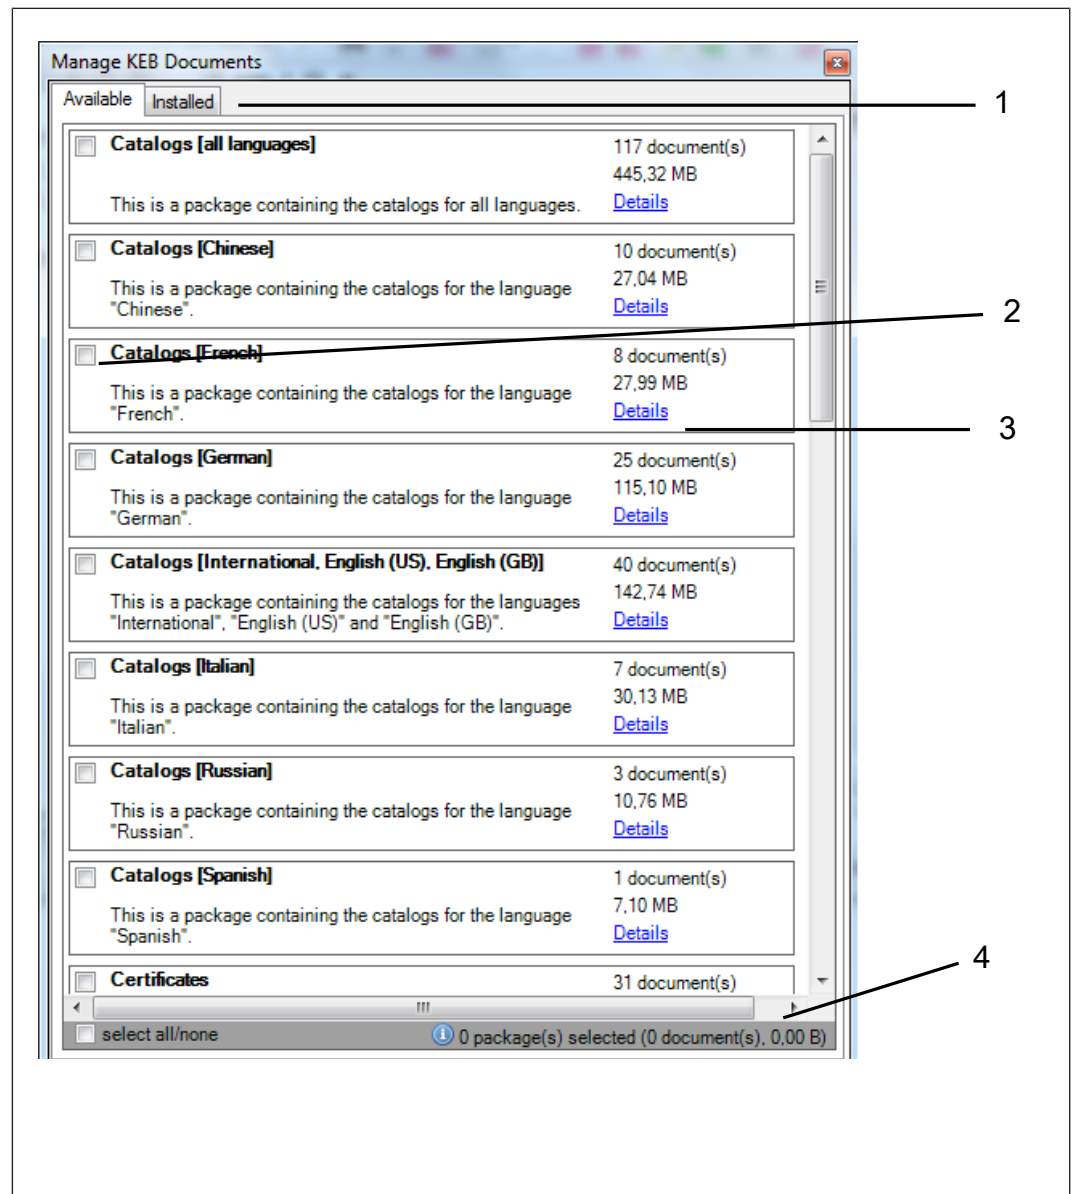 Manage KEB Documents
Available Installed
1
Catalogs [all languages]
117 document(s)
445,32 MB
This is a package containing the catalogs for all languages.
Details
Catalogs [Chinese]
10 document(s)
This is a package containing the catalogs for the language
27,04 MB
"Chinese".
Details
2
Catalogs [French]
8 document(s)
This is a package containing the catalogs for the language
27,99 MB
"French".
Details
3
Catalogs [German]
25 document(s)
This is a package containing the catalogs for the language
115,10 MB
"German".
Details
Catalogs [International, English (US), English (GB)]
40 document(s)
This is a package containing the catalogs for the languages
142,74 MB
"International", "English (US)" and "English (GB)".
Details
Catalogs [Italian]
7 document(s)
This is a package containing the catalogs for the language
30,13 MB
"Italian".
Details
Catalogs [Russian]
3 document(s)
This is a package containing the catalogs for the language
10,76 MB
"Russian".
Details
Catalogs [Spanish]
1 document(s)
This is a package containing the catalogs for the language
7,10 MB
"Spanish".
Details
4
Certificates
31 document(s)
select all/none
0 package(s) selected (0 document(s), 0,00 B)